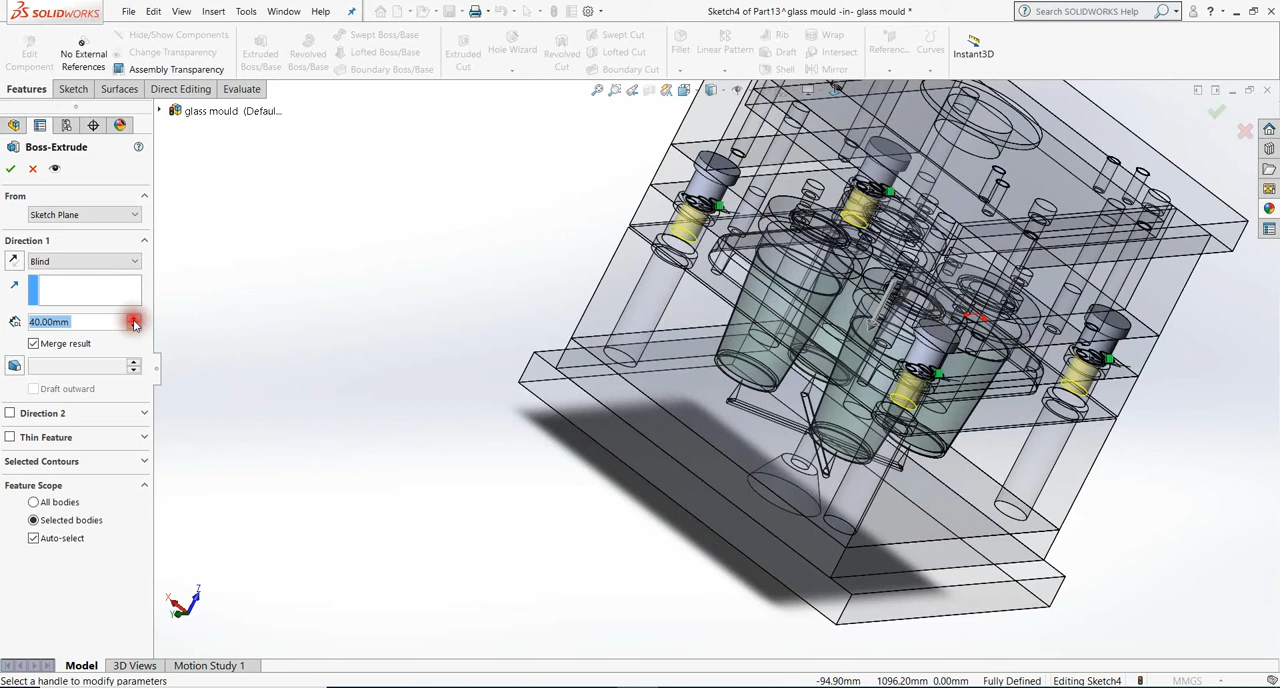 SOLIDWORKS File Edit View Insert Tools Window Help Sketch4 of Part13^glass mould -in- glass mould * Search SOLIDWORKS Help
Edit Component
No External References
Hide/Show Components
Change Transparency
Assembly Transparency
Extruded Boss/Base
Revolved Boss/Base
Swept Boss/Base
Lofted Boss/Base
Boundary Boss/Base
Extruded Cut
Hole Wizard
Revolved Cut
Swept Cut
Lofted Cut
Boundary Cut
Fillet
Linear Pattern
Rib
Draft
Shell
Wrap
Intersect
Mirror
Referenc...
Curves
Instant3D
Features Sketch Surfaces Direct Editing Evaluate
glass mould (Defaul...
Boss-Extrude
From
Sketch Plane
Direction 1
Blind
40.00mm
Merge result
Draft outward
Direction 2
Thin Feature
Selected Contours
Feature Scope
All bodies
Selected bodies
Auto-select
Z
X
Y
Model 3D Views Motion Study 1
Select a handle to modify parameters -94.90mm 1096.20mm 0.00mm Fully Defined Editing Sketch4 MMGS